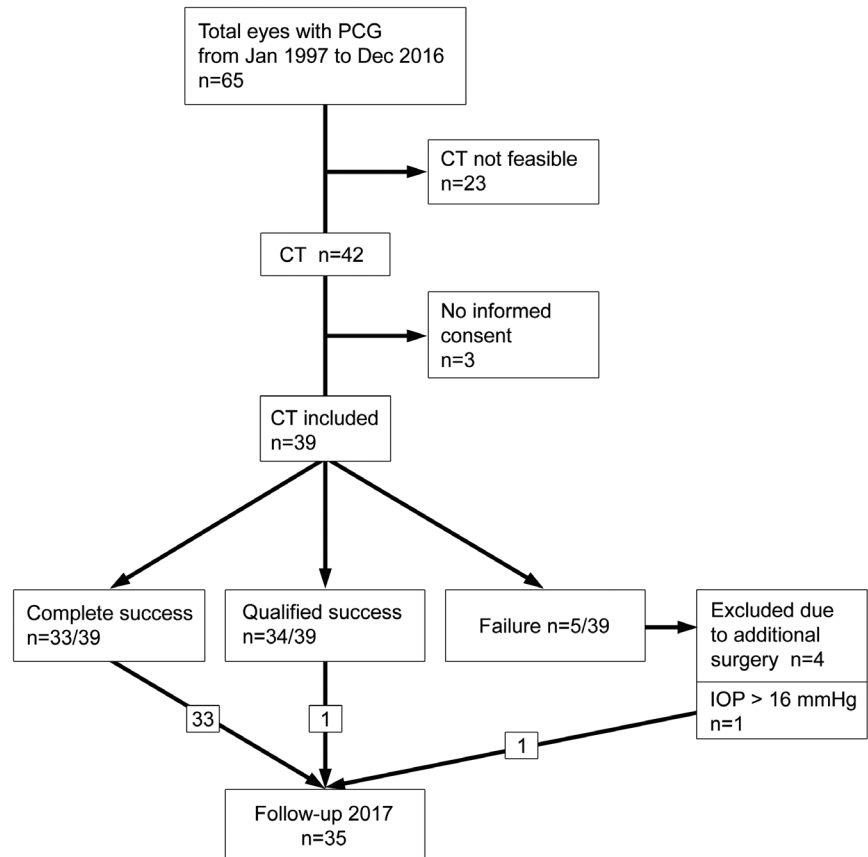 Total eyes with PCG
from Jan 1997 to Dec 2016
n=65
CT not feasible
n=23
CT n=42
No informed
consent
n=3
CT included
n=39
Complete success
n=33/39
Qualified success
n=34/39
Failure n=5/39
Excluded due
to additional
surgery n=4
IOP > 16 mmHg
n=1
33
1
1
Follow-up 2017
n=35